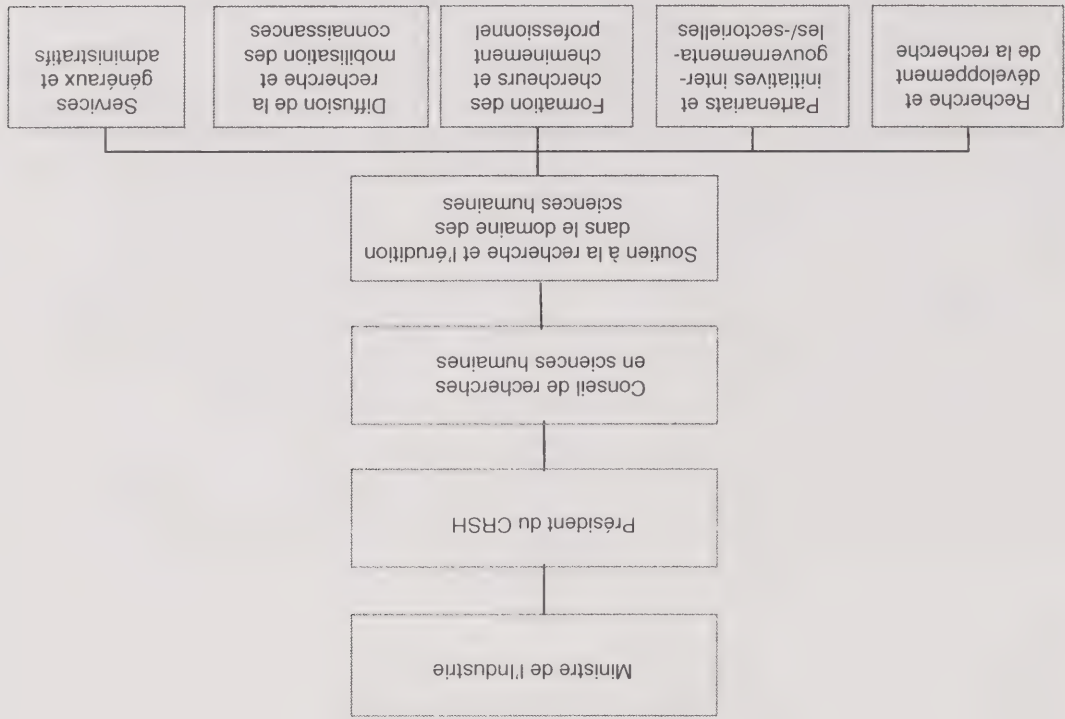 Ministre de l'Industrie
Président du CRSH
Conseil de recherches
en sciences humaines
Soutien à la recherche et l'érudition
dans le domaine des
sciences humaines
Recherche et
développement
de la recherche
Partenariats et
initiatives inter-
gouvernementa-
les/-sectorielles
Formation des
chercheurs et
cheminement
professionnel
Diffusion de la
recherche et
mobilisation des
connaissances
Services
généraux et
administratifs